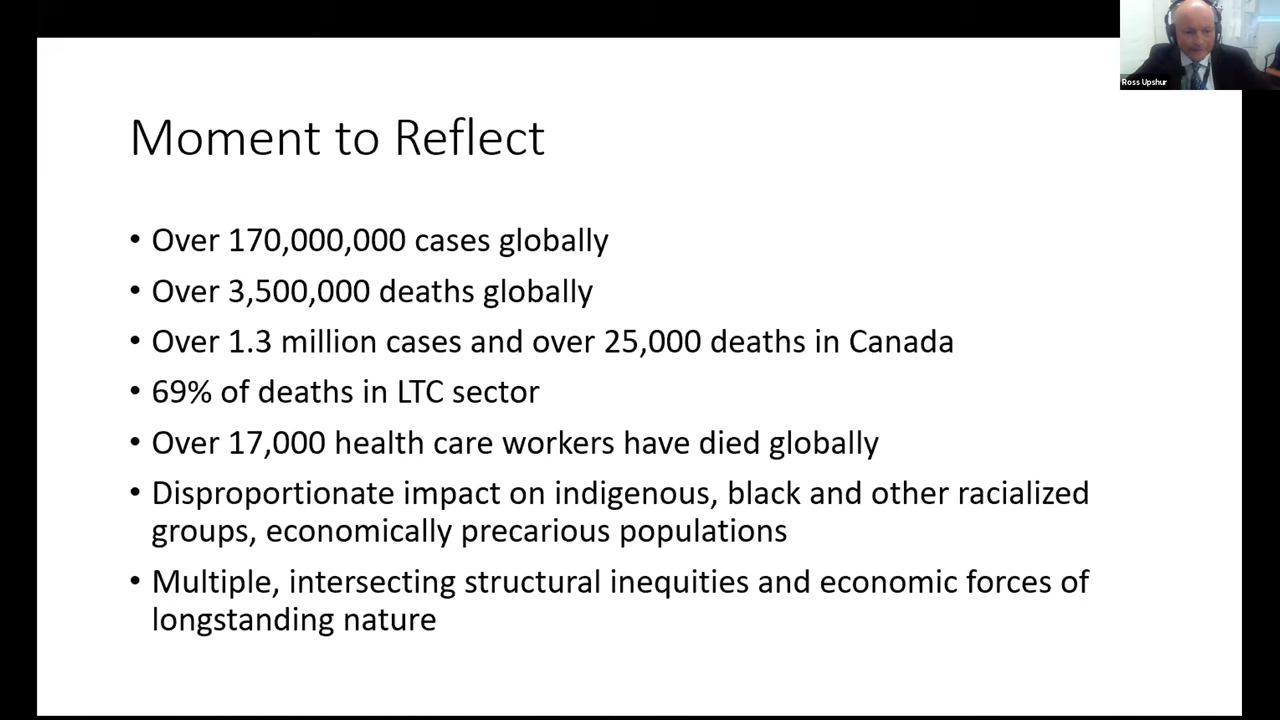 Ross Upshur
Moment to Reflect
• Over 170,000,000 cases globally
• Over 3,500,000 deaths globally
• Over 1.3 million cases and over 25,000 deaths in Canada
• 69% of deaths in LTC sector
• Over 17,000 health care workers have died globally
• Disproportionate impact on indigenous, black and other racialized
groups, economically precarious populations
• Multiple, intersecting structural inequities and economic forces of
longstanding nature